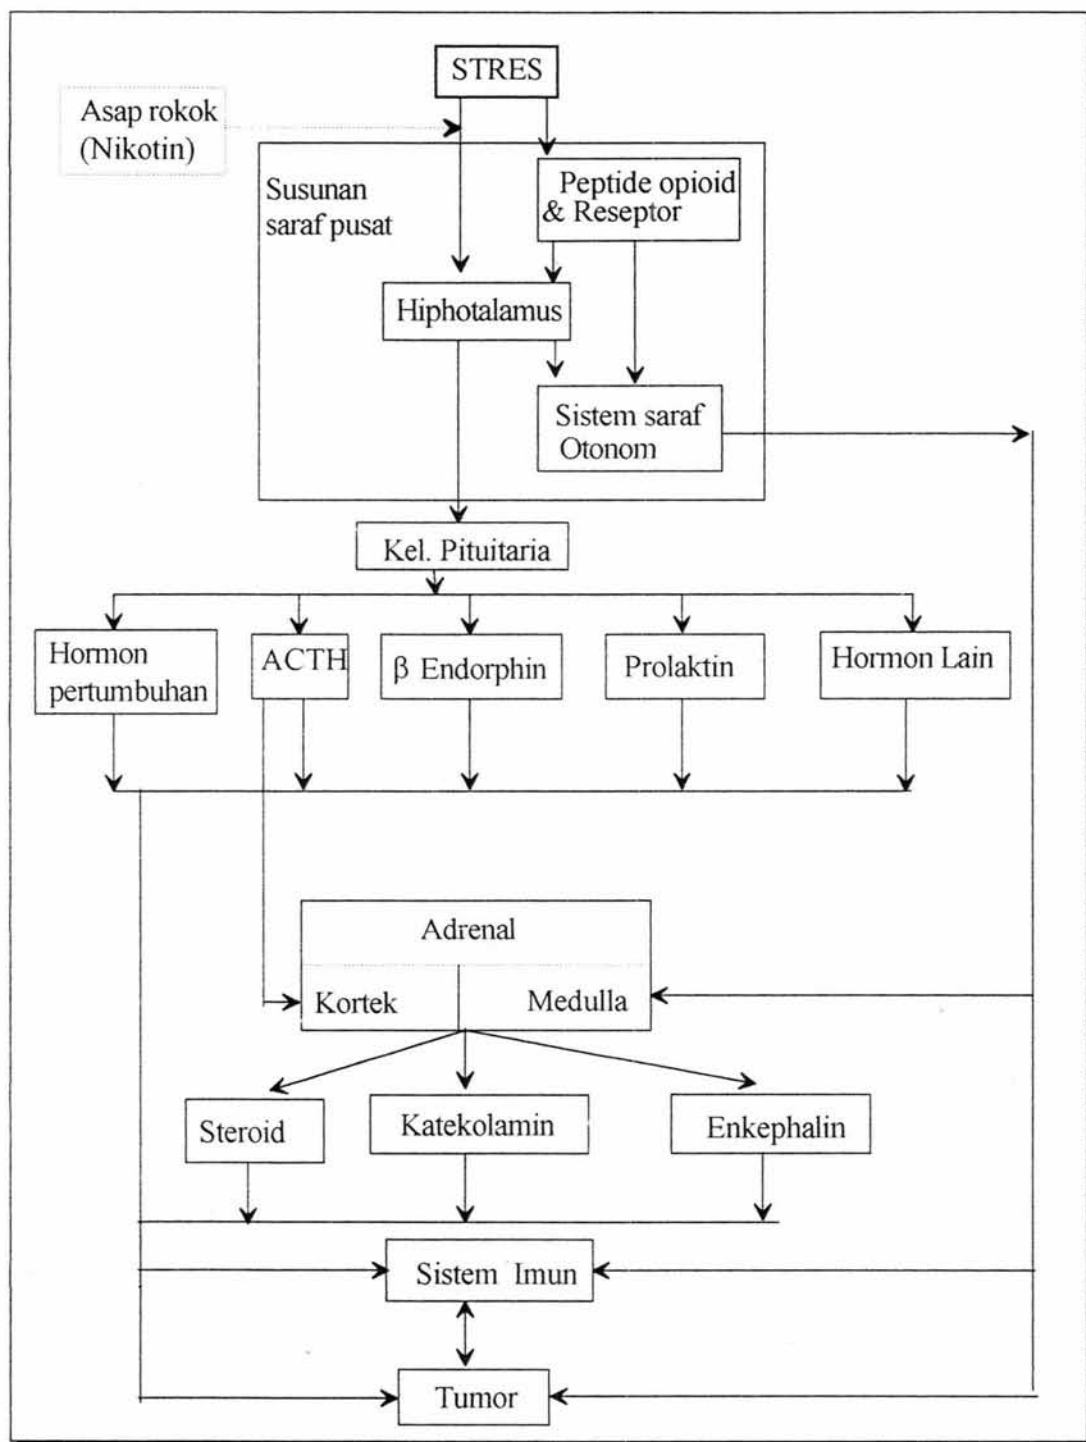 STRES
Asap rokok
(Nikotin)
Susunan
saraf pusat
Peptide opioid
& Reseptor
Hiphotalamus
Sistem saraf
Otonom
Kel. Pituitaria
Hormon
pertumbuhan
ACTH
β Endorphin
Prolaktin
Hormon Lain
Adrenal
Kortek
Medulla
Steroid
Katekolamin
Enkephalin
Sistem Imun
Tumor